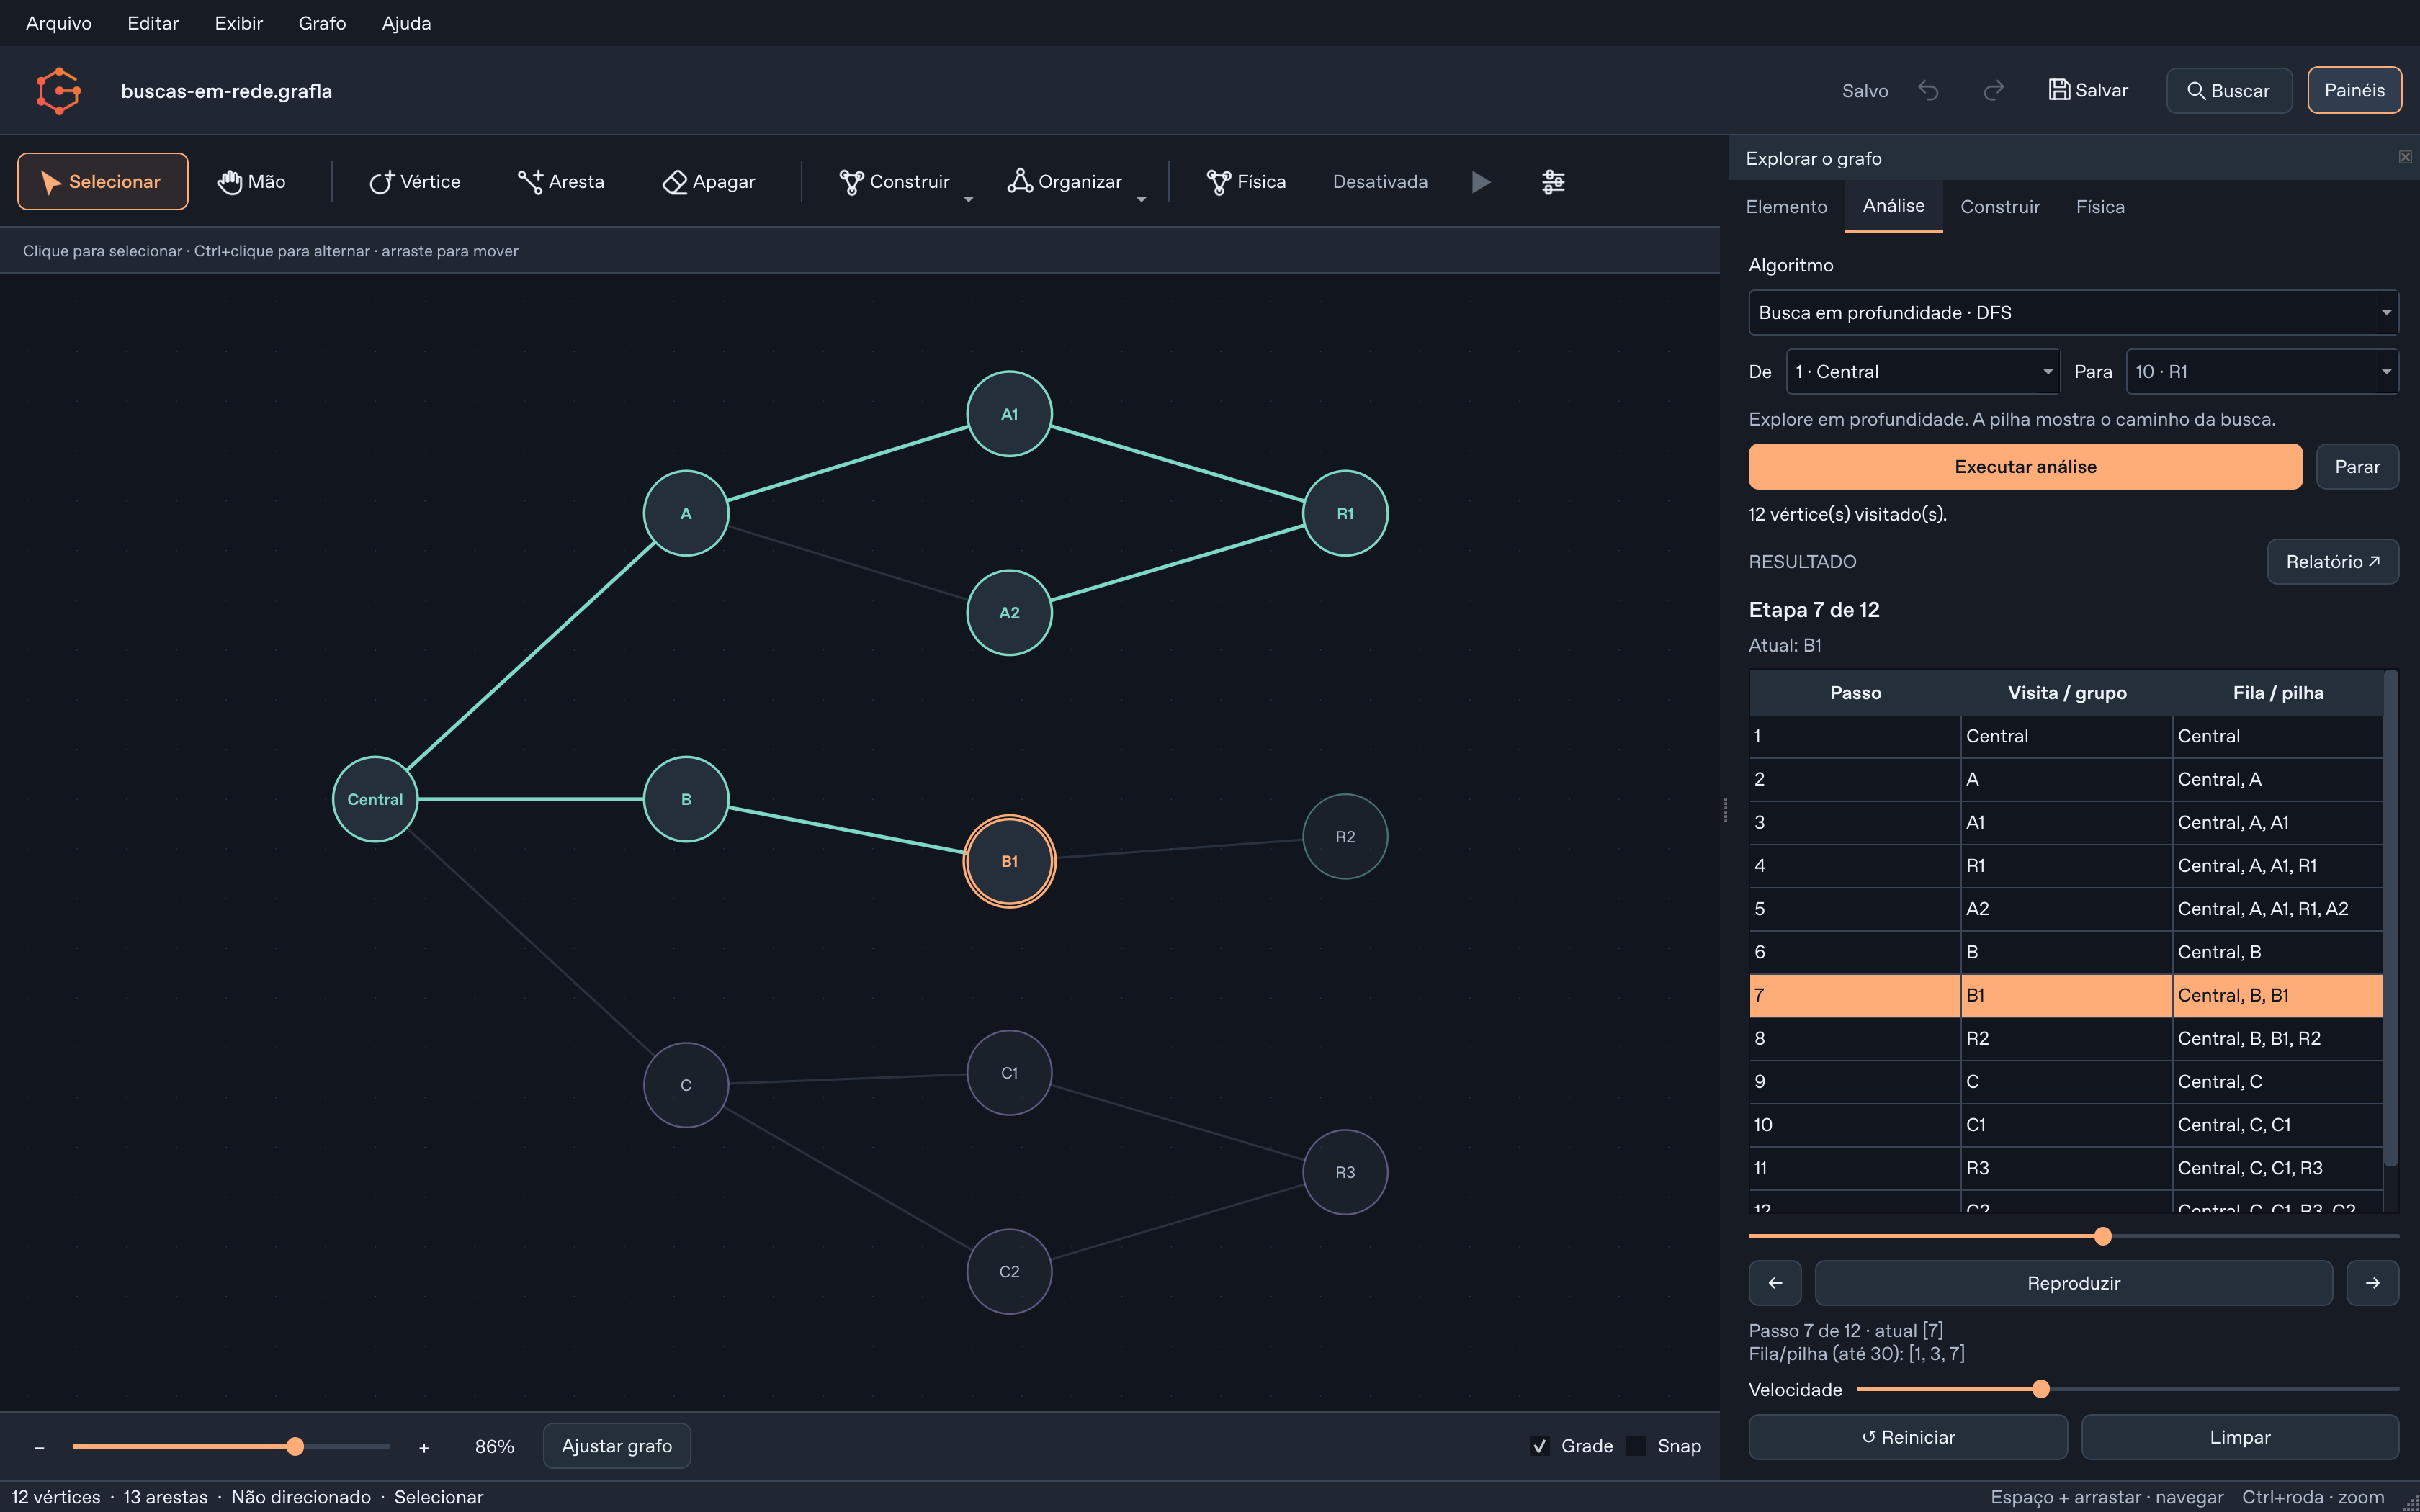 Arquivo Editar Exibir Grafo Ajuda
buscas-em-rede.grafla
Salvo Salvar Buscar Painéis
Selecionar Mão Vértice Aresta Apagar Construir Organizar Física Desativada
Clique para selecionar · Ctrl+clique para alternar · arraste para mover
A1
A
R1
A2
Central
B
B1
R2
C
C1
R3
C2
Explorar o grafo
Elemento Análise Construir Física
Algoritmo
Busca em profundidade · DFS
De 1 · Central Para 10 · R1
Explore em profundidade. A pilha mostra o caminho da busca.
Executar análise Parar
12 vértice(s) visitado(s).
RESULTADO Relatório ↗
Etapa 7 de 12
Atual: B1
Passo Visita / grupo Fila / pilha
1 Central Central
2 A Central, A
3 A1 Central, A, A1
4 R1 Central, A, A1, R1
5 A2 Central, A, A1, R1, A2
6 B Central, B
7 B1 Central, B, B1
8 R2 Central, B, B1, R2
9 C Central, C
10 C1 Central, C, C1
11 R3 Central, C, C1, R3
12 C2 Central, C, C1, R3, C2
← Reproduzir →
Passo 7 de 12 · atual [7]
Fila/pilha (até 30): [1, 3, 7]
Velocidade
↺ Reiniciar Limpar
− + 86% Ajustar grafo Grade Snap
12 vértices · 13 arestas · Não direcionado · Selecionar
Espaço + arrastar · navegar Ctrl+roda · zoom